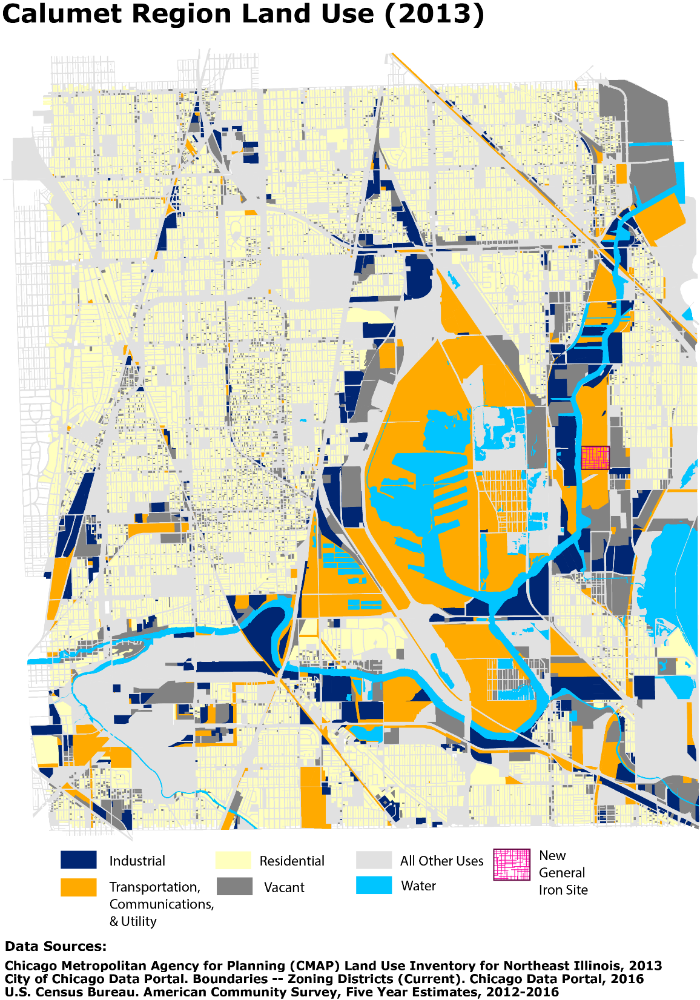 Calumet Region Land Use (2013)
Industrial
Transportation,
Communications,
& Utility
Residential
Vacant
All Other Uses
Water
New
General
Iron Site
Data Sources:
Chicago Metropolitan Agency for Planning (CMAP) Land Use Inventory for Northeast Illinois, 2013
City of Chicago Data Portal. Boundaries -- Zoning Districts (Current). Chicago Data Portal, 2016
U.S. Census Bureau. American Community Survey, Five Year Estimates, 2012-2016